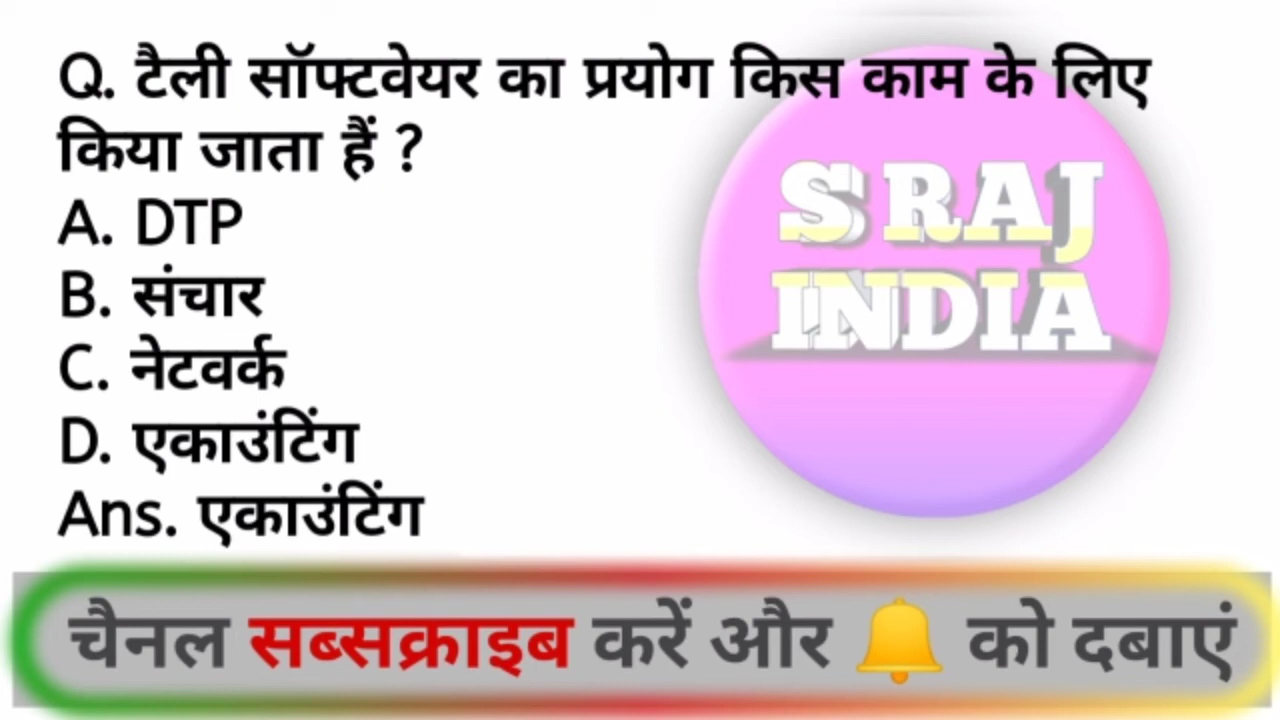 Q. टैली सॉफ्टवेयर का प्रयोग किस काम के लिए
किया जाता हैं ?
A. DTP
B. संचार
C. नेटवर्क
D. एकाउंटिंग
Ans. एकाउंटिंग
S RAJ
INDIA
चैनल सब्सक्राइब करें और 🔔 को दबाएं